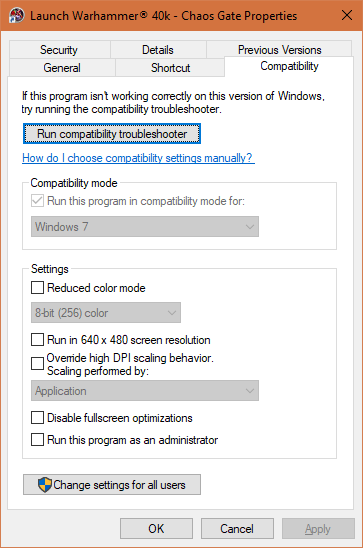 Launch Warhammer® 40k - Chaos Gate Properties
Security Details Previous Versions
General Shortcut Compatibility
If this program isn't working correctly on this version of Windows,
try running the compatibility troubleshooter.
Run compatibility troubleshooter
How do I choose compatibility settings manually?
Compatibility mode
Run this program in compatibility mode for:
Windows 7
Settings
Reduced color mode
8-bit (256) color
Run in 640 x 480 screen resolution
Override high DPI scaling behavior.
Scaling performed by:
Application
Disable fullscreen optimizations
Run this program as an administrator
Change settings for all users
OK Cancel Apply